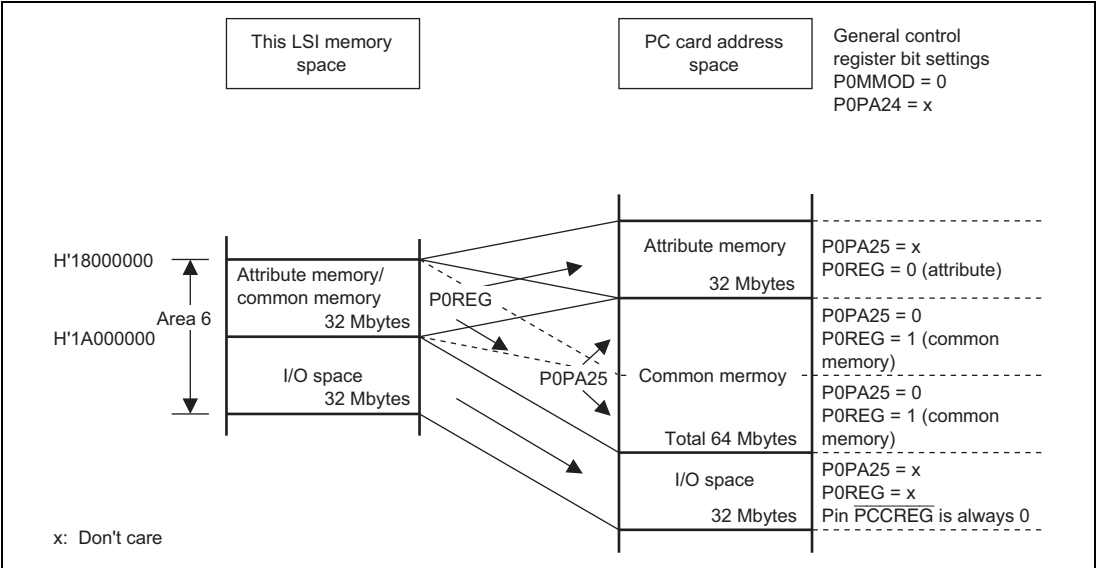 This LSI memory
space
PC card address
space
General control
register bit settings
P0MMOD = 0
P0PA24 = x
H'18000000
Area 6
H'1A000000
Attribute memory/
common memory
32 Mbytes
I/O space
32 Mbytes
P0REG
P0PA25
Attribute memory
32 Mbytes
Common mermoy
Total 64 Mbytes
I/O space
32 Mbytes
P0PA25 = x
P0REG = 0 (attribute)
P0PA25 = 0
P0REG = 1 (common
memory)
P0PA25 = 0
P0REG = 1 (common
memory)
P0PA25 = x
P0REG = x
Pin PCCREG is always 0
x: Don't care